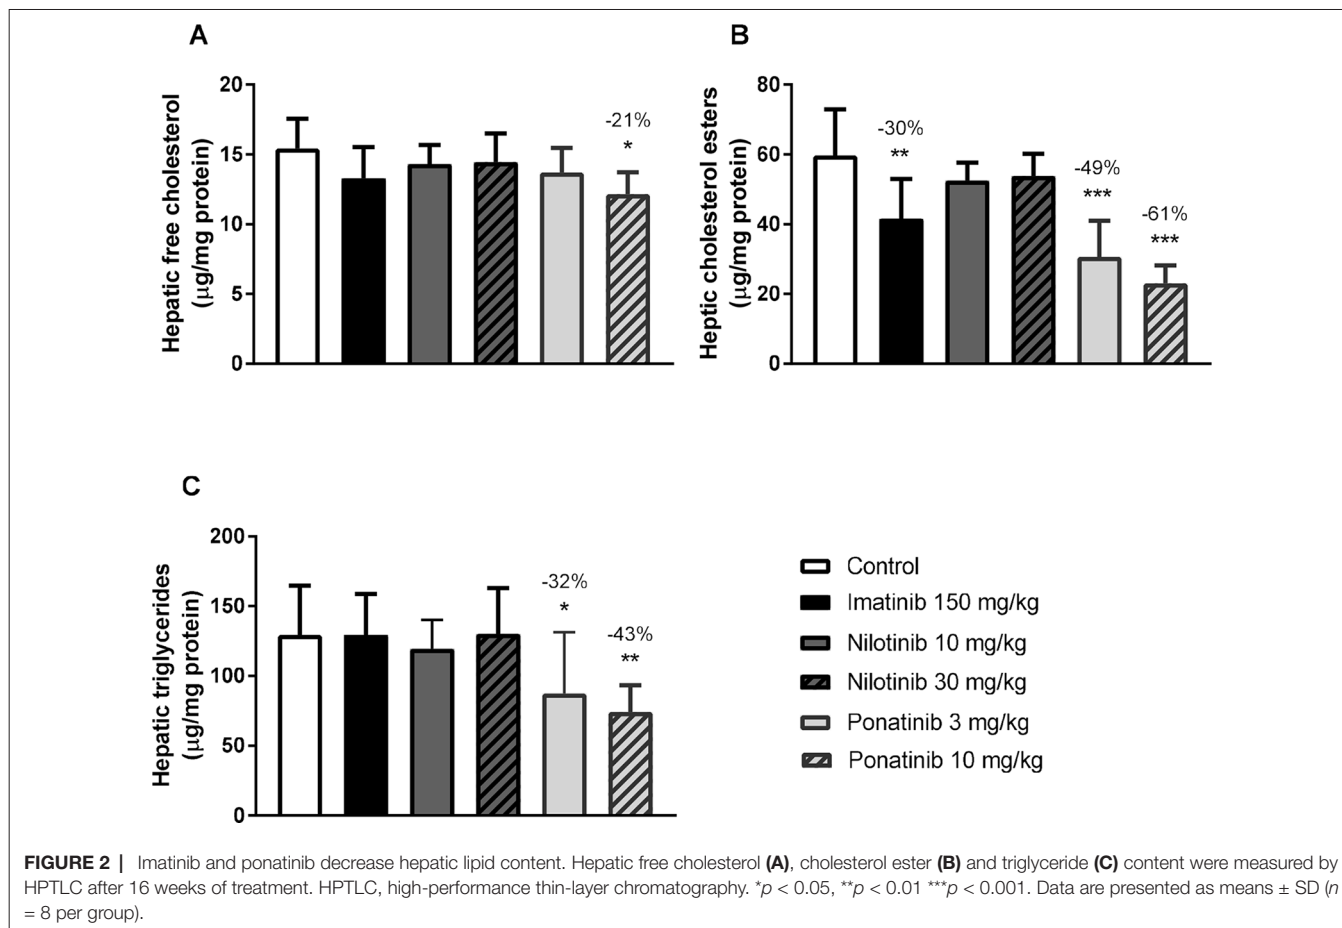 A
Hepatic free cholesterol
(µg/mg protein)
20
15
10
5
0
-21%
*
B
Heptic cholesterol esters
(µg/mg protein)
80
60
40
20
0
-30%
**
-49%
***
-61%
***
C
Hepatic triglycerides
(µg/mg protein)
200
150
100
50
0
-32%
*
-43%
**
Control
Imatinib 150 mg/kg
Nilotinib 10 mg/kg
Nilotinib 30 mg/kg
Ponatinib 3 mg/kg
Ponatinib 10 mg/kg
FIGURE 2 | Imatinib and ponatinib decrease hepatic lipid content. Hepatic free cholesterol (A), cholesterol ester (B) and triglyceride (C) content were measured by
HPTLC after 16 weeks of treatment. HPTLC, high-performance thin-layer chromatography. *p < 0.05, **p < 0.01 ***p < 0.001. Data are presented as means ± SD (n
= 8 per group).